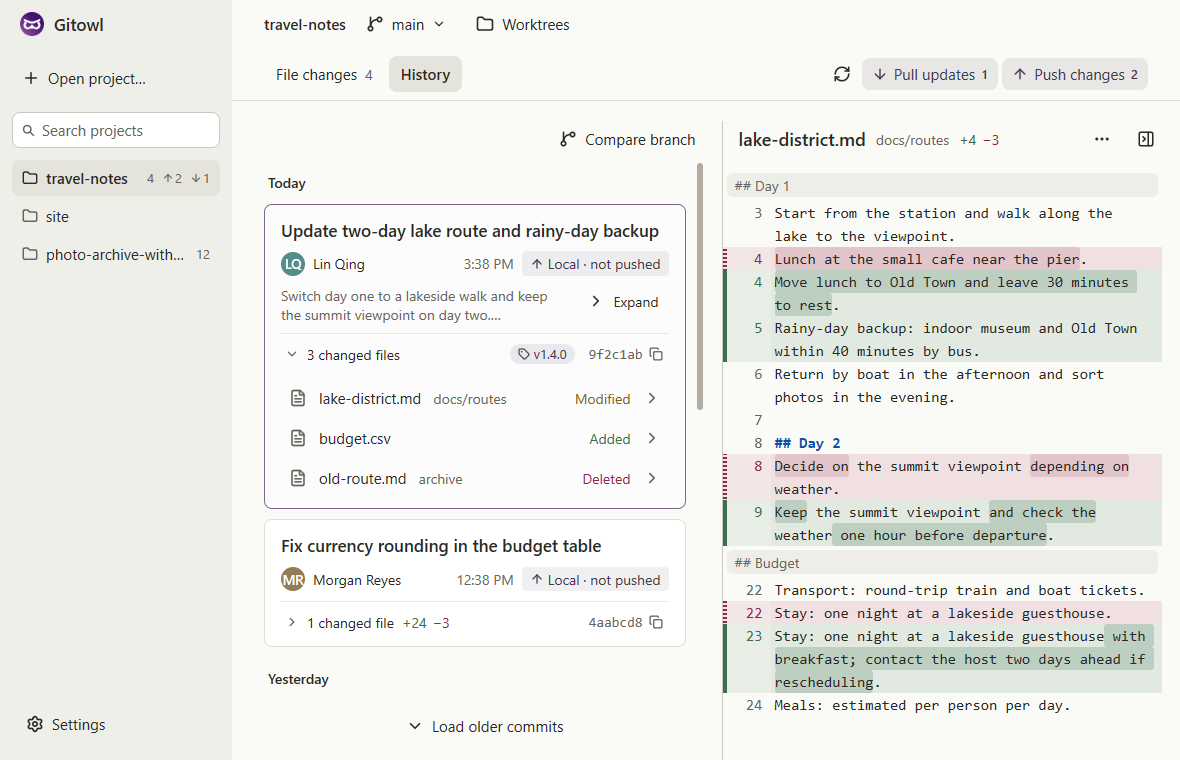 Gitowl
Open project...
Search projects
travel-notes 4 ↑2 ↓1
site
photo-archive-with... 12
Settings
travel-notes main Worktrees
File changes 4 History Pull updates 1 Push changes 2
Compare branch
Today
Update two-day lake route and rainy-day backup
LQ Lin Qing 3:38 PM ↑ Local · not pushed
Switch day one to a lakeside walk and keep
the summit viewpoint on day two....
Expand
3 changed files v1.4.0 9f2c1ab
lake-district.md docs/routes Modified
budget.csv Added
old-route.md archive Deleted
Fix currency rounding in the budget table
MR Morgan Reyes 12:38 PM ↑ Local · not pushed
1 changed file +24 −3 4aabcd8
Yesterday
Load older commits
lake-district.md docs/routes +4 −3
## Day 1
3 Start from the station and walk along the
lake to the viewpoint.
4 Lunch at the small cafe near the pier.
4 Move lunch to Old Town and leave 30 minutes
to rest.
5 Rainy-day backup: indoor museum and Old Town
within 40 minutes by bus.
6 Return by boat in the afternoon and sort
photos in the evening.
7
8 ## Day 2
8 Decide on the summit viewpoint depending on
weather.
9 Keep the summit viewpoint and check the
weather one hour before departure.
## Budget
22 Transport: round-trip train and boat tickets.
22 Stay: one night at a lakeside guesthouse.
23 Stay: one night at a lakeside guesthouse with
breakfast; contact the host two days ahead if
rescheduling.
24 Meals: estimated per person per day.